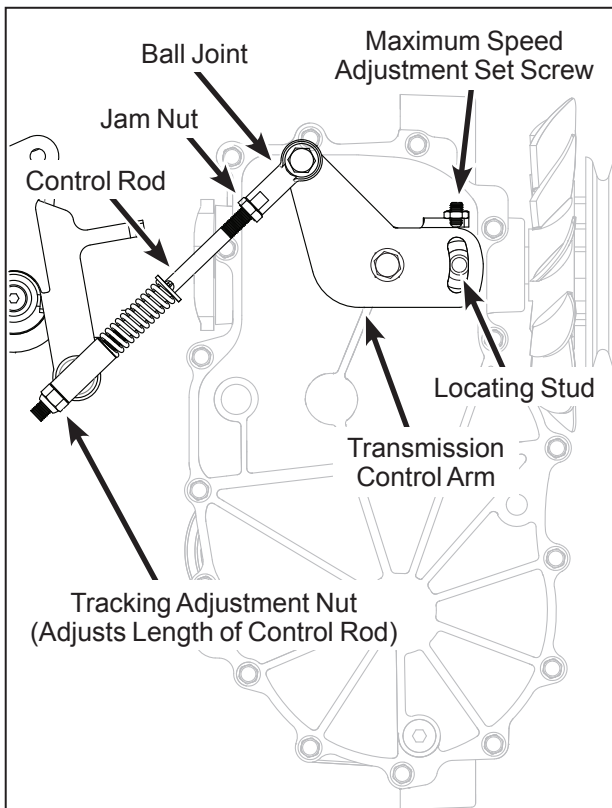 Ball Joint
Maximum Speed
Adjustment Set Screw
Jam Nut
Control Rod
Locating Stud
Transmission
Control Arm
Tracking Adjustment Nut
(Adjusts Length of Control Rod)